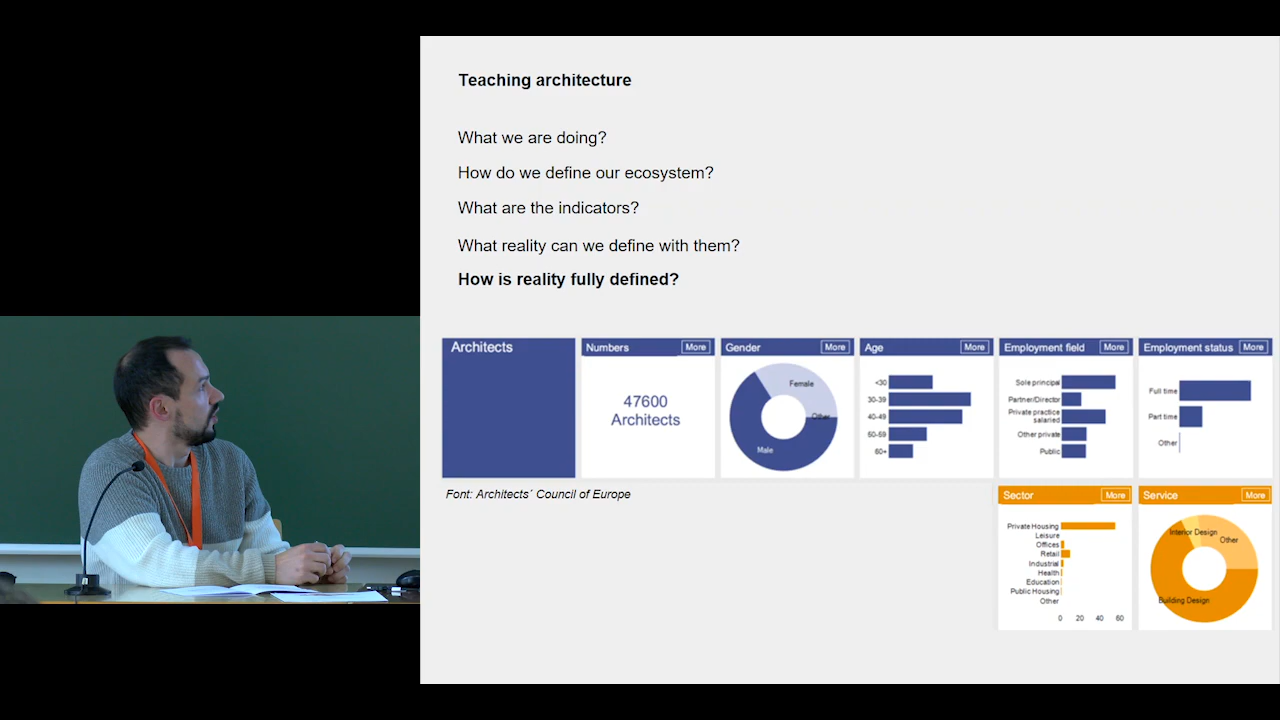 Teaching architecture
What we are doing?
How do we define our ecosystem?
What are the indicators?
What reality can we define with them?
How is reality fully defined?
Architects
Numbers More
47600
Architects
Gender More
Female
Other
Male
Age More
<30
30-39
40-49
50-59
60+
Employment field More
Sole principal
Partner/Director
Private practice
salaried
Other private
Public
Employment status More
Full time
Part time
Other
Font: Architects´ Council of Europe
Sector More
Private Housing
Leisure
Offices
Retail
Industrial
Health
Education
Public Housing
Other
0 20 40 60
Service More
Interior Design
Other
Building Design